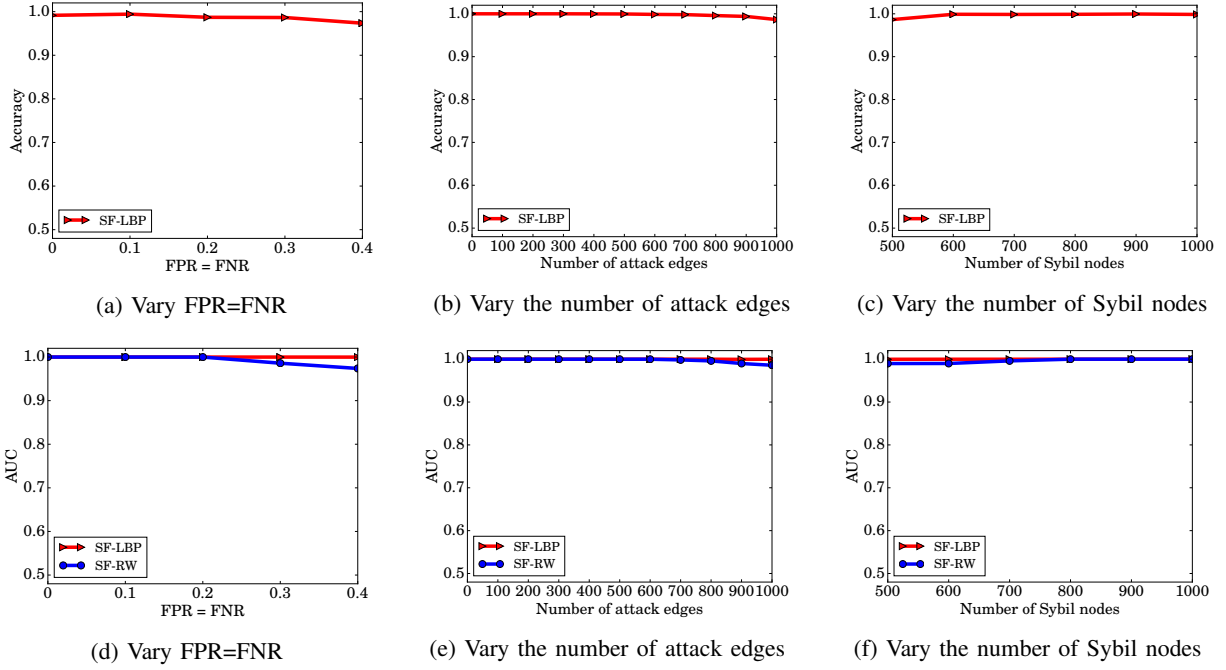 1.0
0.9
0.8
0.7
0.6
0.5
Accuracy
SF-LBP
0 0.1 0.2 0.3 0.4
FPR = FNR
(a) Vary FPR=FNR
1.0
0.9
0.8
0.7
0.6
0.5
Accuracy
SF-LBP
0 100 200 300 400 500 600 700 800 900 1000
Number of attack edges
(b) Vary the number of attack edges
1.0
0.9
0.8
0.7
0.6
0.5
Accuracy
SF-LBP
500 600 700 800 900 1000
Number of Sybil nodes
(c) Vary the number of Sybil nodes
1.0
0.9
0.8
0.7
0.6
0.5
AUC
SF-LBP
SF-RW
0 0.1 0.2 0.3 0.4
FPR = FNR
(d) Vary FPR=FNR
1.0
0.9
0.8
0.7
0.6
0.5
AUC
SF-LBP
SF-RW
0 100 200 300 400 500 600 700 800 900 1000
Number of attack edges
(e) Vary the number of attack edges
1.0
0.9
0.8
0.7
0.6
0.5
AUC
SF-LBP
SF-RW
500 600 700 800 900 1000
Number of Sybil nodes
(f) Vary the number of Sybil nodes